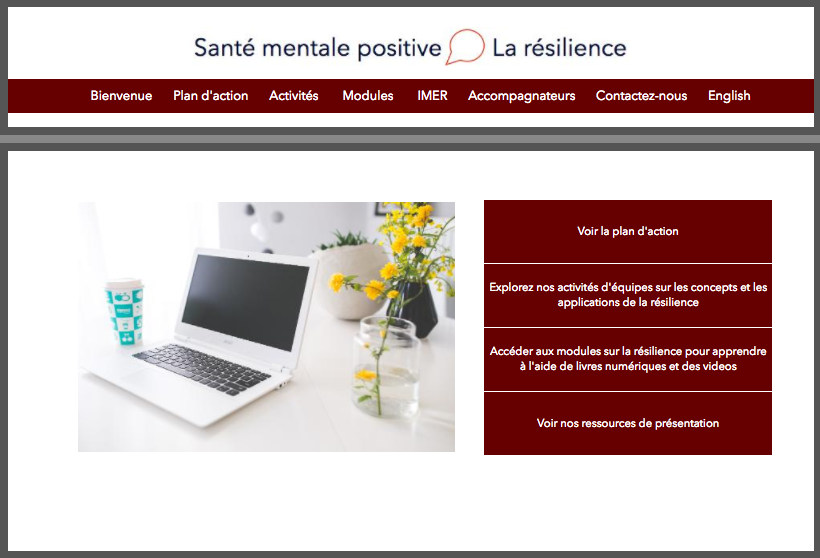 Santé mentale positive La résilience
Bienvenue Plan d'action Activités Modules IMER Accompagnateurs Contactez-nous English
Voir la plan d'action
Explorez nos activités d'équipes sur les concepts et les
applications de la résilience
Accéder aux modules sur la résilience pour apprendre
à l'aide de livres numériques et des videos
Voir nos ressources de présentation